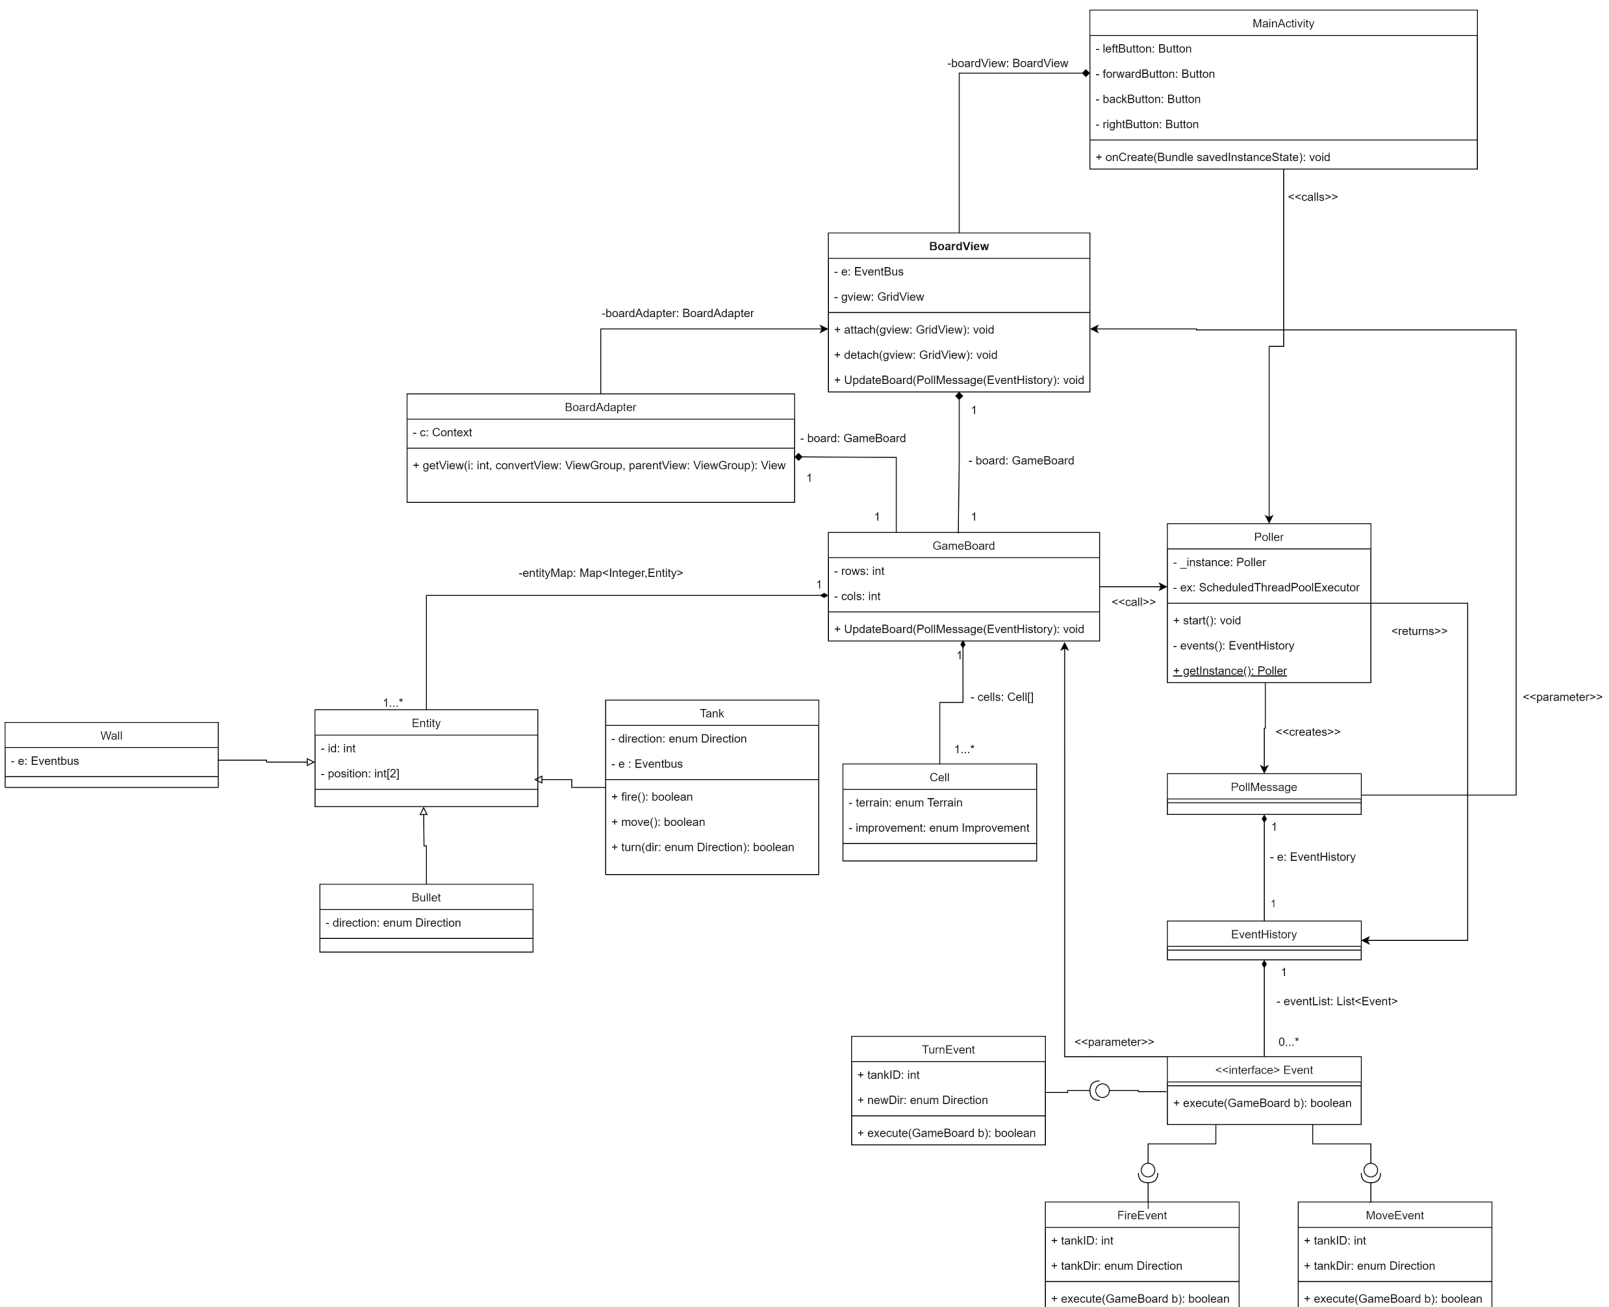 MainActivity
- leftButton: Button
- forwardButton: Button
- backButton: Button
- rightButton: Button
+ onCreate(Bundle savedInstanceState): void
-boardView: BoardView
<<calls>>
BoardView
- e: EventBus
- gview: GridView
+ attach(gview: GridView): void
+ detach(gview: GridView): void
+ UpdateBoard(PollMessage(EventHistory): void
-boardAdapter: BoardAdapter
BoardAdapter
- c: Context
+ getView(i: int, convertView: ViewGroup, parentView: ViewGroup): View
- board: GameBoard
1
1
1
- board: GameBoard
1
GameBoard
- rows: int
- cols: int
+ UpdateBoard(PollMessage(EventHistory): void
-entityMap: Map<Integer,Entity>
1
1...*
<<call>>
Poller
- _instance: Poller
- ex: ScheduledThreadPoolExecutor
+ start(): void
- events(): EventHistory
+ getInstance(): Poller
<returns>>
<<parameter>>
<<creates>>
1
- cells: Cell[]
1...*
Wall
- e: Eventbus
Entity
- id: int
- position: int[2]
Tank
- direction: enum Direction
- e : Eventbus
+ fire(): boolean
+ move(): boolean
+ turn(dir: enum Direction): boolean
Cell
- terrain: enum Terrain
- improvement: enum Improvement
PollMessage
1
- e: EventHistory
1
Bullet
- direction: enum Direction
EventHistory
1
- eventList: List<Event>
0...*
<<parameter>>
TurnEvent
+ tankID: int
+ newDir: enum Direction
+ execute(GameBoard b): boolean
<<interface> Event
+ execute(GameBoard b): boolean
FireEvent
+ tankID: int
+ tankDir: enum Direction
+ execute(GameBoard b): boolean
MoveEvent
+ tankID: int
+ tankDir: enum Direction
+ execute(GameBoard b): boolean